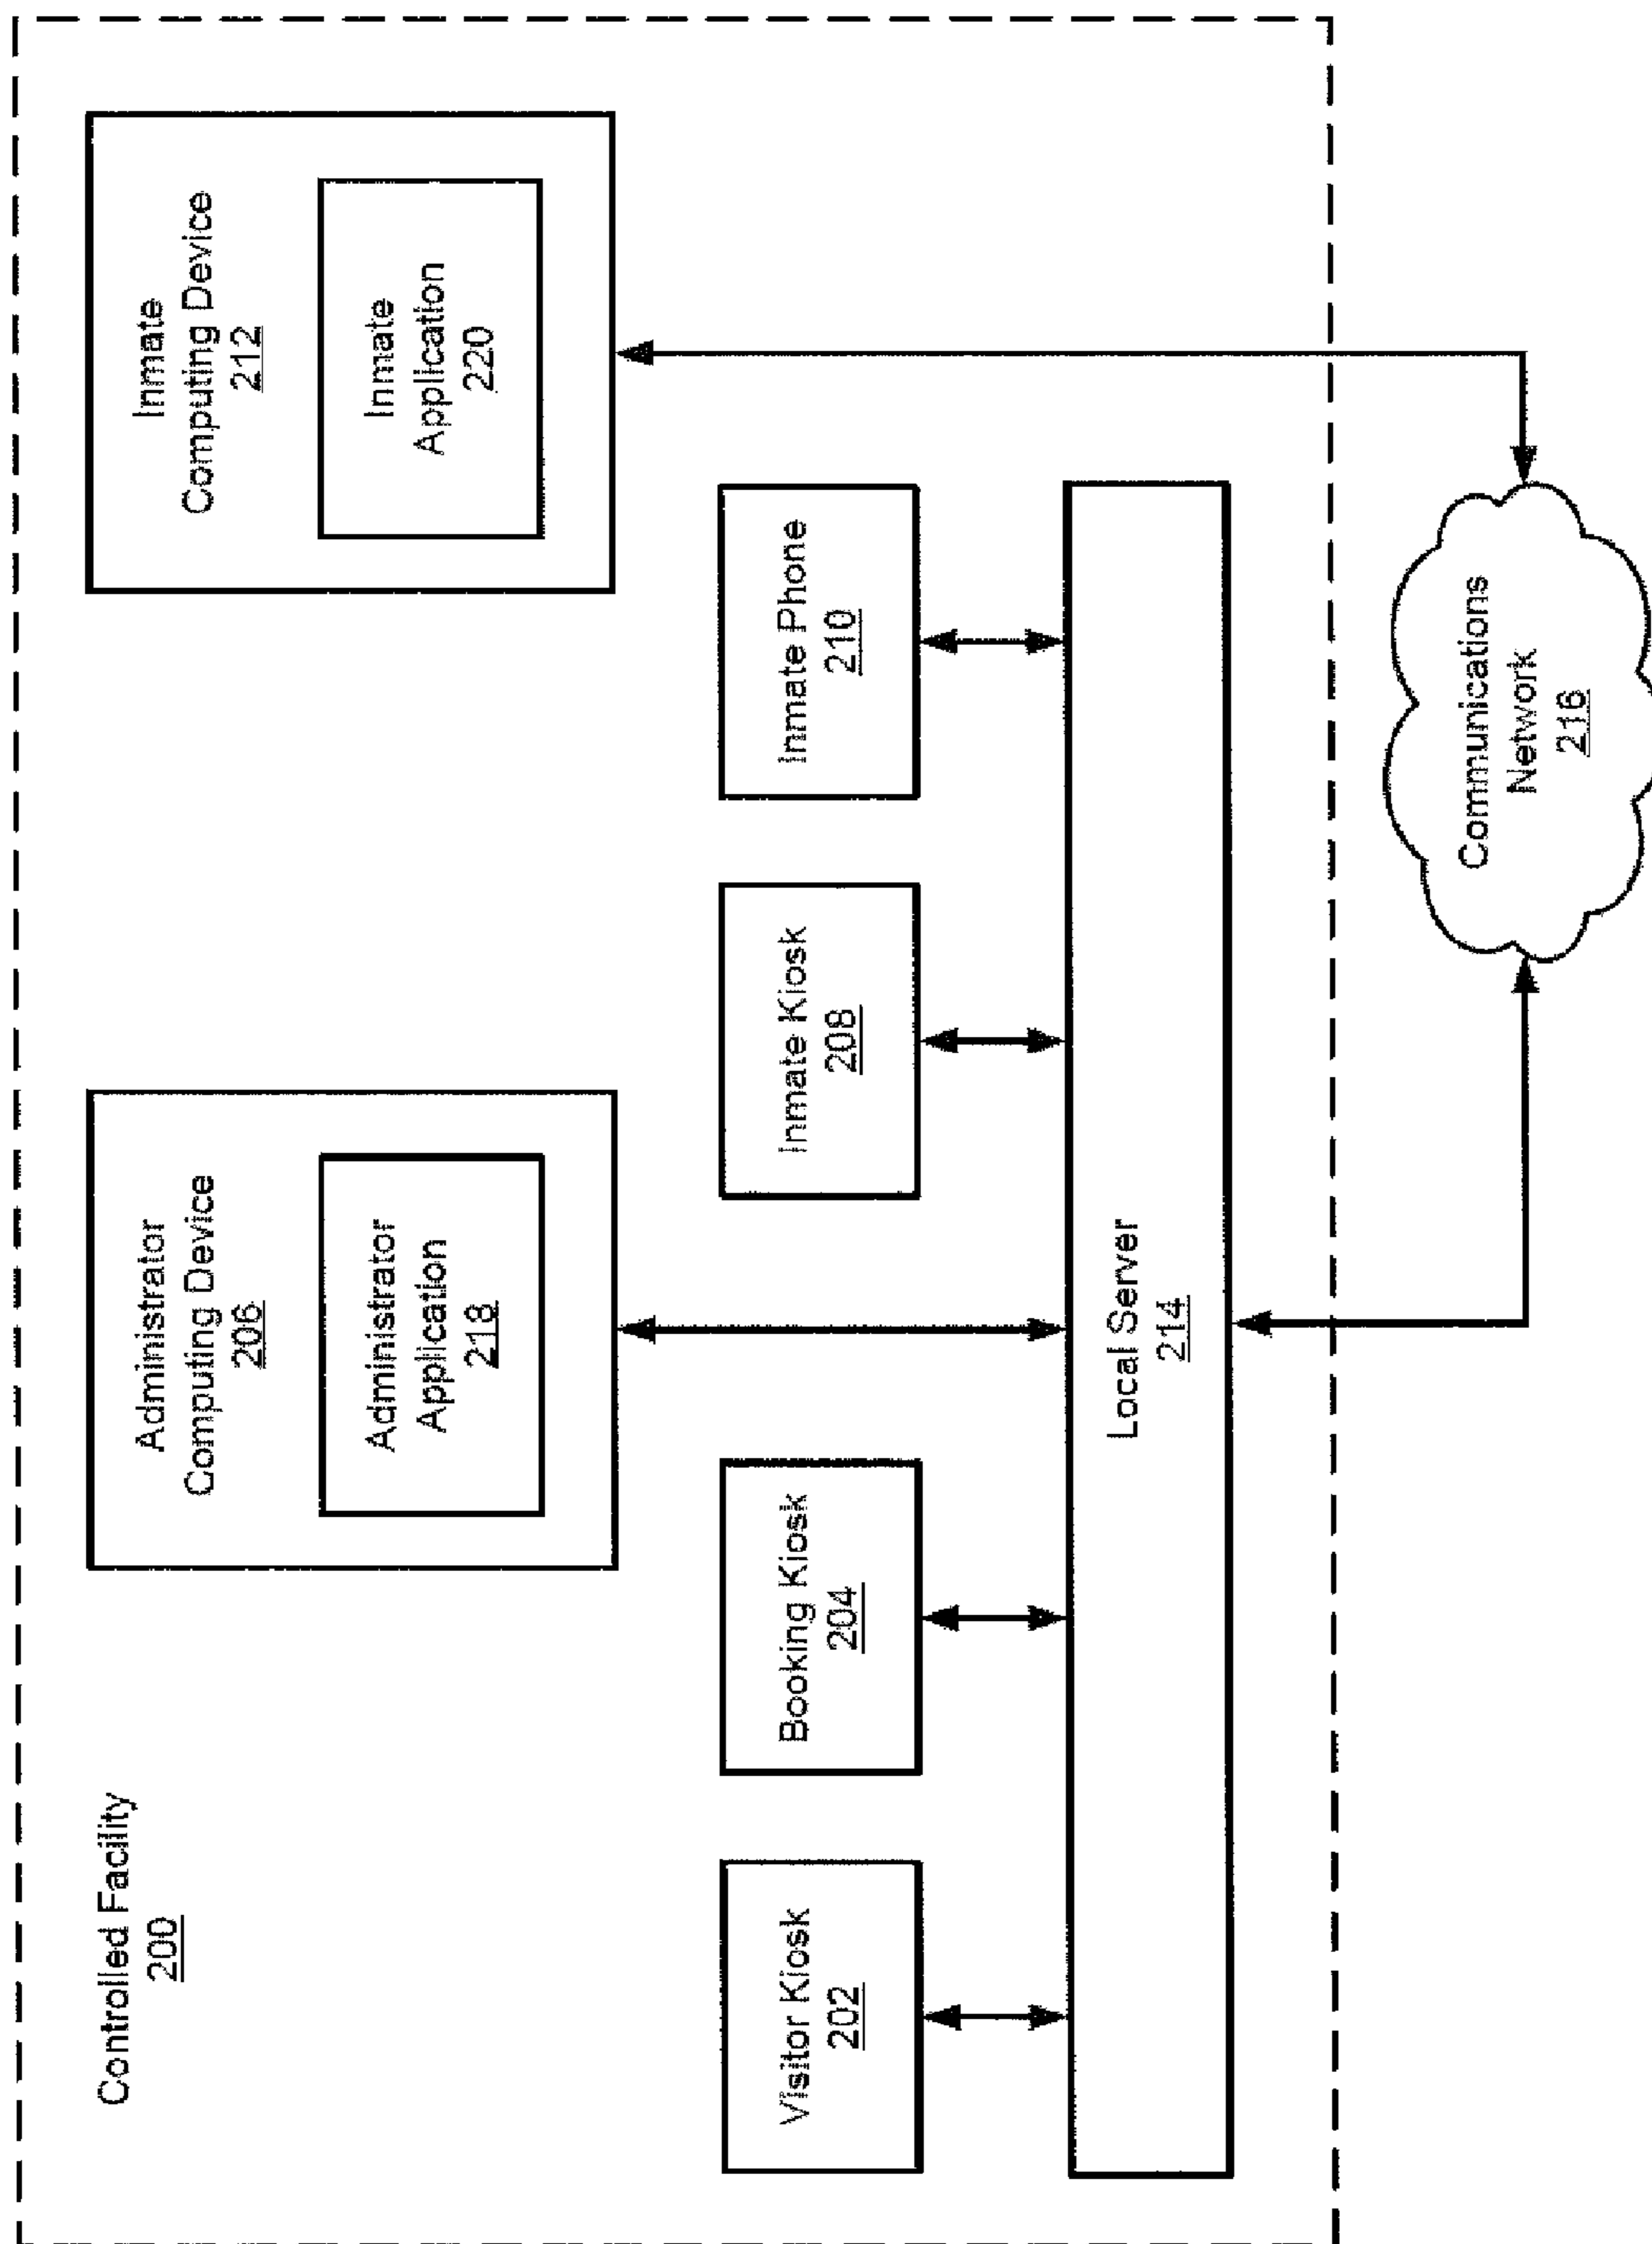 Controlled Facility
200
Administrator
Computing Device
206
Administrator
Application
218
Inmate
Computing Device
212
Inmate
Application
220
Visitor Kiosk
202
Booking Kiosk
204
Inmate Kiosk
208
Inmate Phone
210
Local Server
214
Communications
Network
216